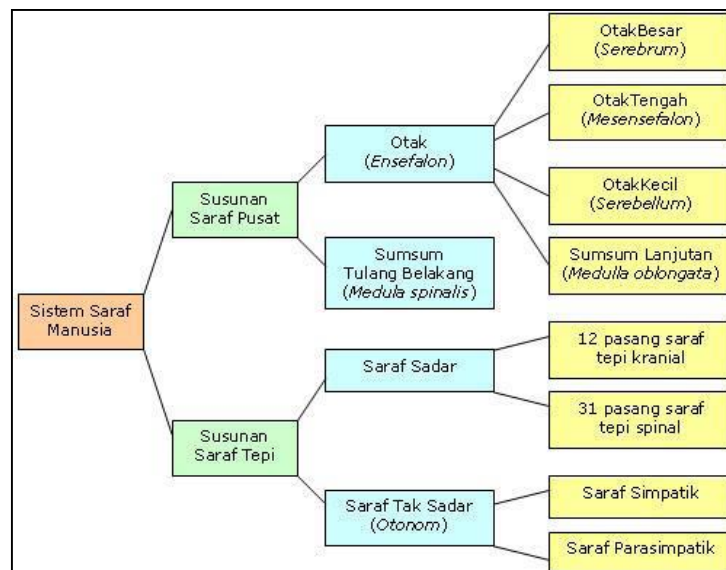 OtakBesar
(Serebrum)
OtakTengah
(Mesensefalon)
Otak
(Ensefalon)
OtakKecil
(Serebellum)
Susunan
Saraf Pusat
Sumsum
Tulang Belakang
(Medula spinalis)
Sumsum Lanjutan
(Medulla oblongata)
Sistem Saraf
Manusia
Saraf Sadar
12 pasang saraf
tepi kranial
31 pasang saraf
tepi spinal
Susunan
Saraf Tepi
Saraf Tak Sadar
(Otonom)
Saraf Simpatik
Saraf Parasimpatik